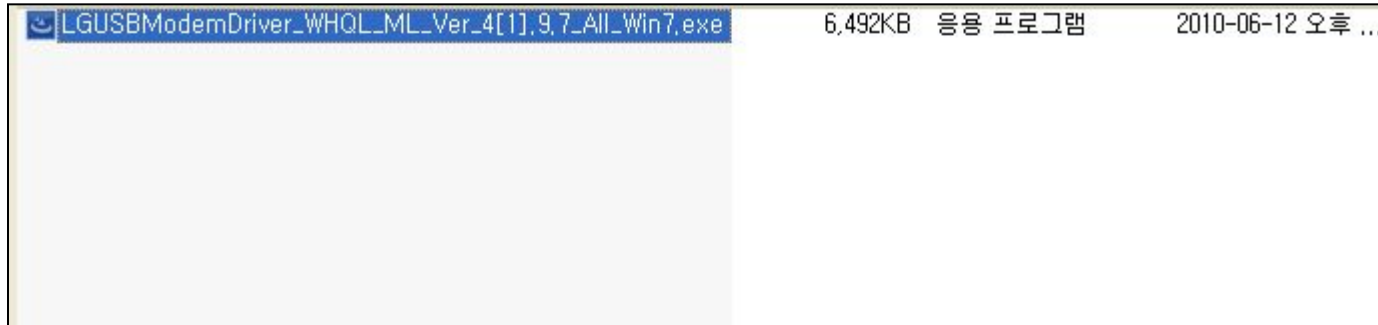 LGUSBModemDriver_WHQL_ML_Ver_4[1].9.7_All_Win7.exe 6,492KB 응용 프로그램 2010-06-12 오후 ...